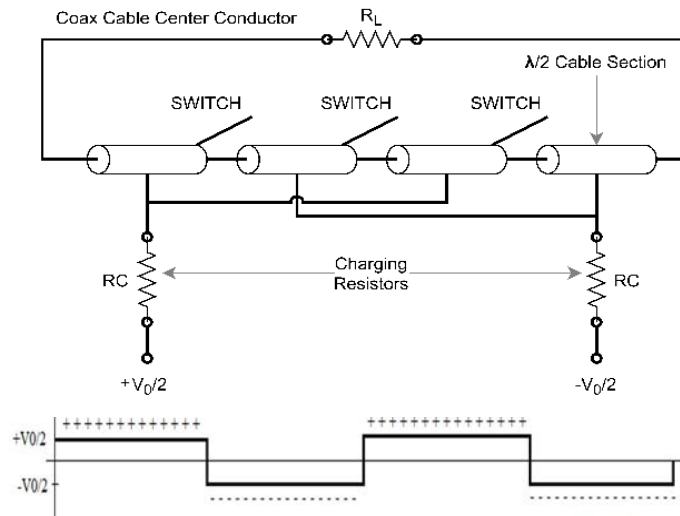 Coax Cable Center Conductor
R_L
λ/2 Cable Section
SWITCH
SWITCH
SWITCH
RC
Charging
Resistors
RC
+V₀/2
-V₀/2
+ + + + + + + + + + + +
+ + + + + + + + + + + + +
+V0/2
-V0/2